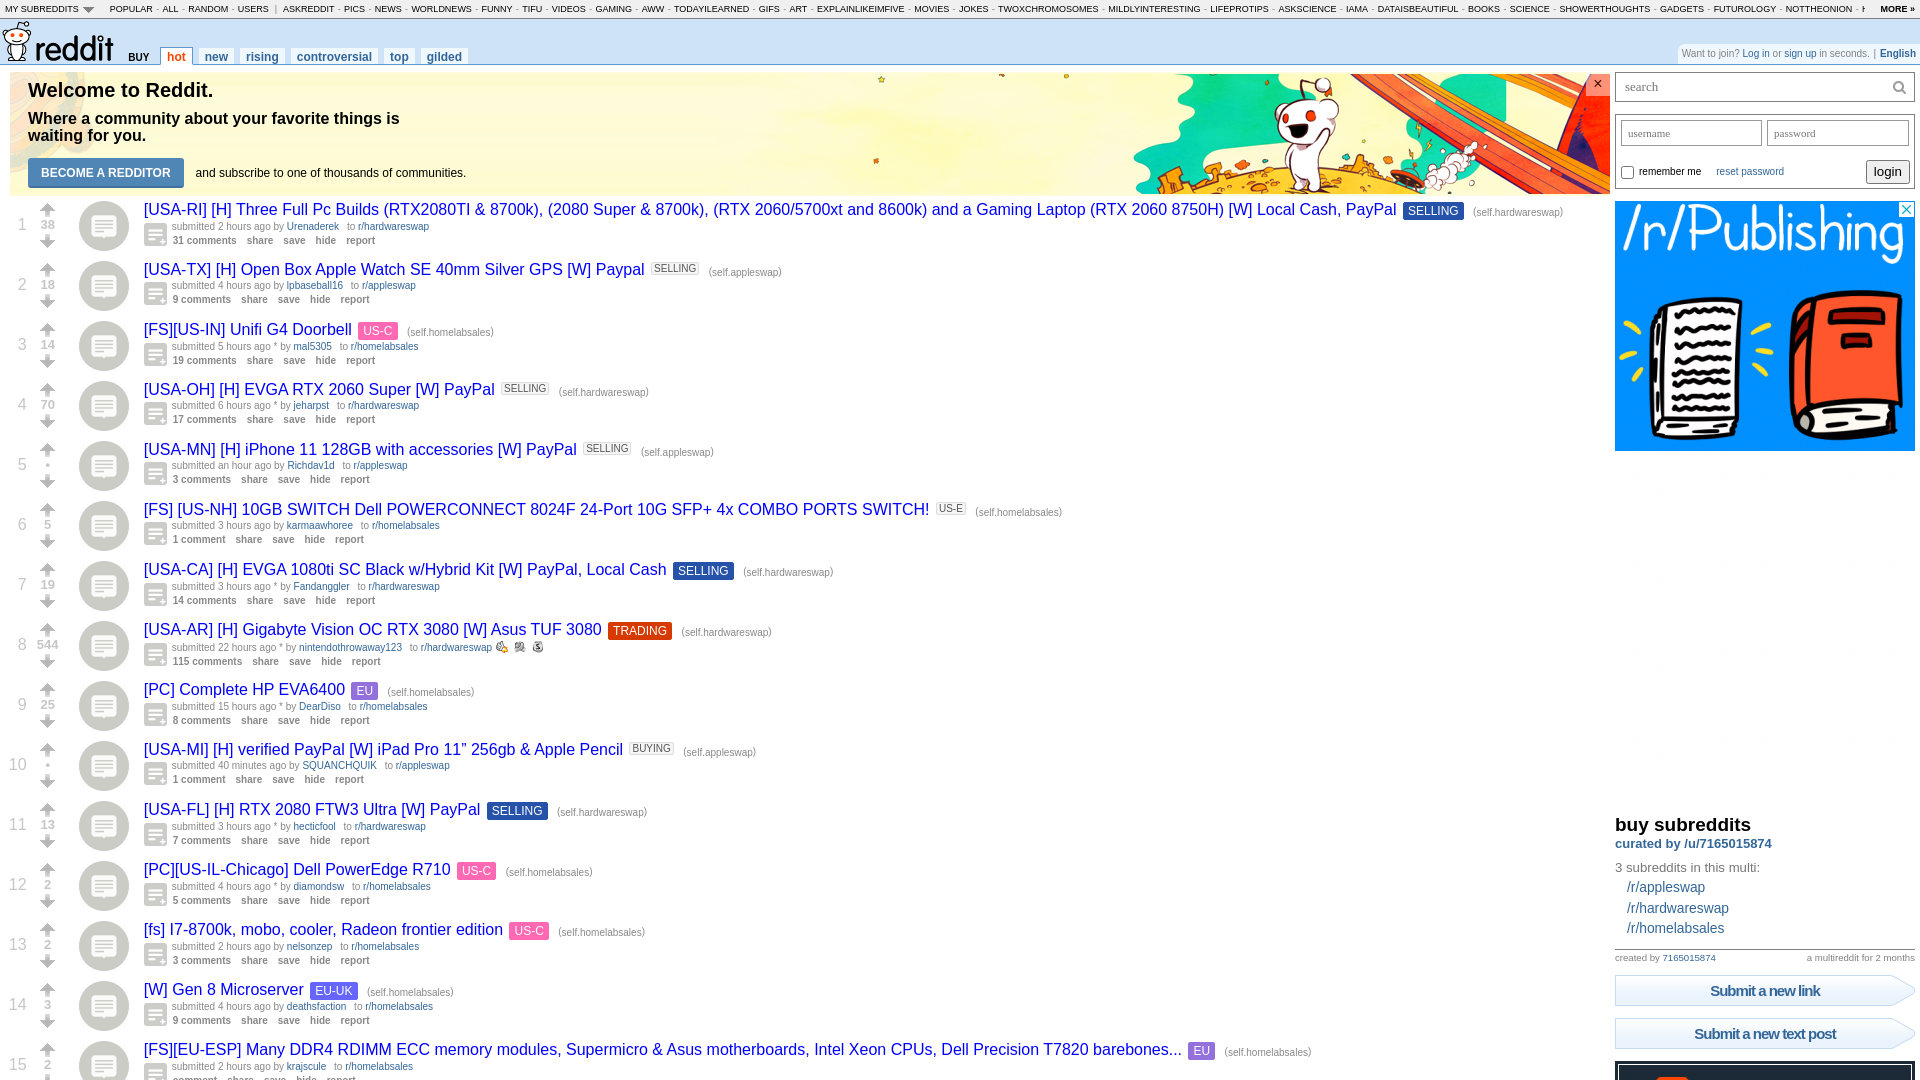 MY SUBREDDITS POPULAR - ALL - RANDOM - USERS | ASKREDDIT - PICS - NEWS - WORLDNEWS - FUNNY - TIFU - VIDEOS - GAMING - AWW - TODAYILEARNED - GIFS - ART - EXPLAINLIKEIMFIVE - MOVIES - JOKES - TWOXCHROMOSOMES - MILDLYINTERESTING - LIFEPROTIPS - ASKSCIENCE - IAMA - DATAISBEAUTIFUL - BOOKS - SCIENCE - SHOWERTHOUGHTS - GADGETS - FUTUROLOGY - NOTTHEONION - MORE »
reddit BUY hot new rising controversial top gilded
Want to join? Log in or sign up in seconds. | English
Welcome to Reddit.
Where a community about your favorite things is
waiting for you.
BECOME A REDDITOR and subscribe to one of thousands of communities.
×
search
username password
remember me reset password login
/r/Publishing
1 38 [USA-RI] [H] Three Full Pc Builds (RTX2080TI & 8700k), (2080 Super & 8700k), (RTX 2060/5700xt and 8600k) and a Gaming Laptop (RTX 2060 8750H) [W] Local Cash, PayPal SELLING (self.hardwareswap)
submitted 2 hours ago by Urenaderek to r/hardwareswap
31 comments share save hide report
2 18 [USA-TX] [H] Open Box Apple Watch SE 40mm Silver GPS [W] Paypal SELLING (self.appleswap)
submitted 4 hours ago by lpbaseball16 to r/appleswap
9 comments share save hide report
3 14 [FS][US-IN] Unifi G4 Doorbell US-C (self.homelabsales)
submitted 5 hours ago * by mal5305 to r/homelabsales
19 comments share save hide report
4 70 [USA-OH] [H] EVGA RTX 2060 Super [W] PayPal SELLING (self.hardwareswap)
submitted 6 hours ago * by jeharpst to r/hardwareswap
17 comments share save hide report
5 • [USA-MN] [H] iPhone 11 128GB with accessories [W] PayPal SELLING (self.appleswap)
submitted an hour ago by Richdav1d to r/appleswap
3 comments share save hide report
6 5 [FS] [US-NH] 10GB SWITCH Dell POWERCONNECT 8024F 24-Port 10G SFP+ 4x COMBO PORTS SWITCH! US-E (self.homelabsales)
submitted 3 hours ago by karmaawhoree to r/homelabsales
1 comment share save hide report
7 19 [USA-CA] [H] EVGA 1080ti SC Black w/Hybrid Kit [W] PayPal, Local Cash SELLING (self.hardwareswap)
submitted 3 hours ago * by Fandanggler to r/hardwareswap
14 comments share save hide report
8 544 [USA-AR] [H] Gigabyte Vision OC RTX 3080 [W] Asus TUF 3080 TRADING (self.hardwareswap)
submitted 22 hours ago * by nintendothrowaway123 to r/hardwareswap
115 comments share save hide report
9 25 [PC] Complete HP EVA6400 EU (self.homelabsales)
submitted 15 hours ago * by DearDiso to r/homelabsales
8 comments share save hide report
10 • [USA-MI] [H] verified PayPal [W] iPad Pro 11” 256gb & Apple Pencil BUYING (self.appleswap)
submitted 40 minutes ago by SQUANCHQUIK to r/appleswap
1 comment share save hide report
11 13 [USA-FL] [H] RTX 2080 FTW3 Ultra [W] PayPal SELLING (self.hardwareswap)
submitted 3 hours ago * by hecticfool to r/hardwareswap
7 comments share save hide report
12 2 [PC][US-IL-Chicago] Dell PowerEdge R710 US-C (self.homelabsales)
submitted 4 hours ago * by diamondsw to r/homelabsales
5 comments share save hide report
13 2 [fs] I7-8700k, mobo, cooler, Radeon frontier edition US-C (self.homelabsales)
submitted 2 hours ago by nelsonzep to r/homelabsales
3 comments share save hide report
14 3 [W] Gen 8 Microserver EU-UK (self.homelabsales)
submitted 4 hours ago by deathsfaction to r/homelabsales
9 comments share save hide report
15 2 [FS][EU-ESP] Many DDR4 RDIMM ECC memory modules, Supermicro & Asus motherboards, Intel Xeon CPUs, Dell Precision T7820 barebones... EU (self.homelabsales)
submitted 2 hours ago by krajscule to r/homelabsales
comment share save hide report
buy subreddits
curated by /u/7165015874
3 subreddits in this multi:
/r/appleswap
/r/hardwareswap
/r/homelabsales
created by 7165015874 a multireddit for 2 months
Submit a new link
Submit a new text post